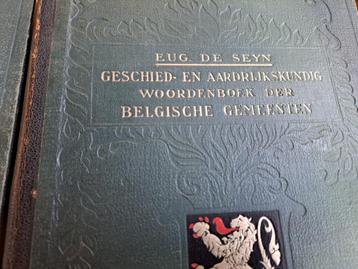 EUG. DE SEYN
GESCHIED- EN AARDRIJKSKUNDIG
WOORDENBOEK DER
BELGISCHE GEMEENTEN